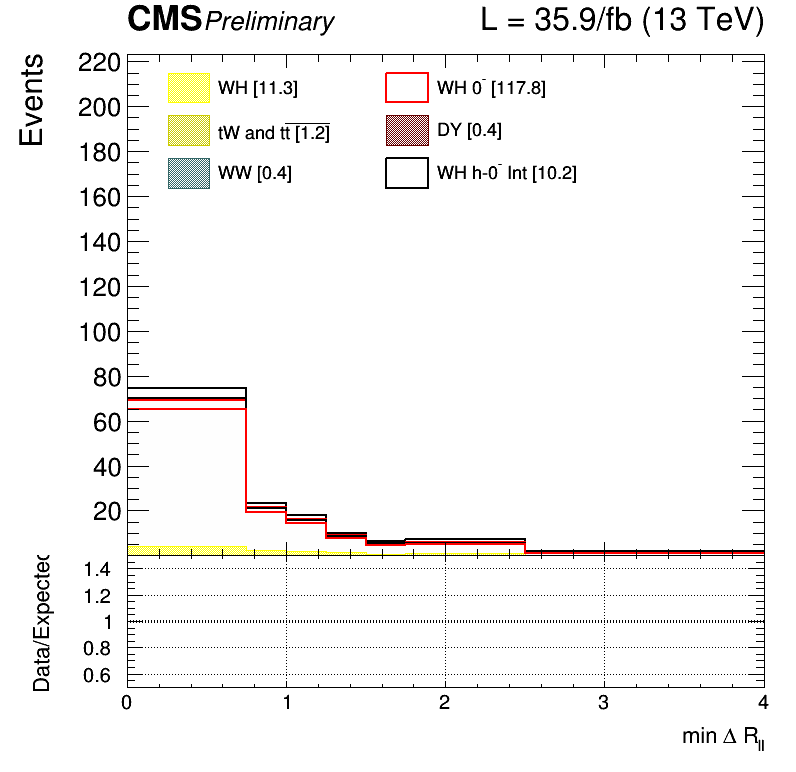 CMS Preliminary L = 35.9/fb (13 TeV)
Events
220
200
180
160
140
120
100
80
60
40
20
WH [11.3]
WH 0⁻ [117.8]
tW and tt̅ [1.2]
DY [0.4]
WW [0.4]
WH h-0⁻ Int [10.2]
Data/Expected
1.4
1.2
1
0.8
0.6
0 1 2 3 4
min Δ R_ll